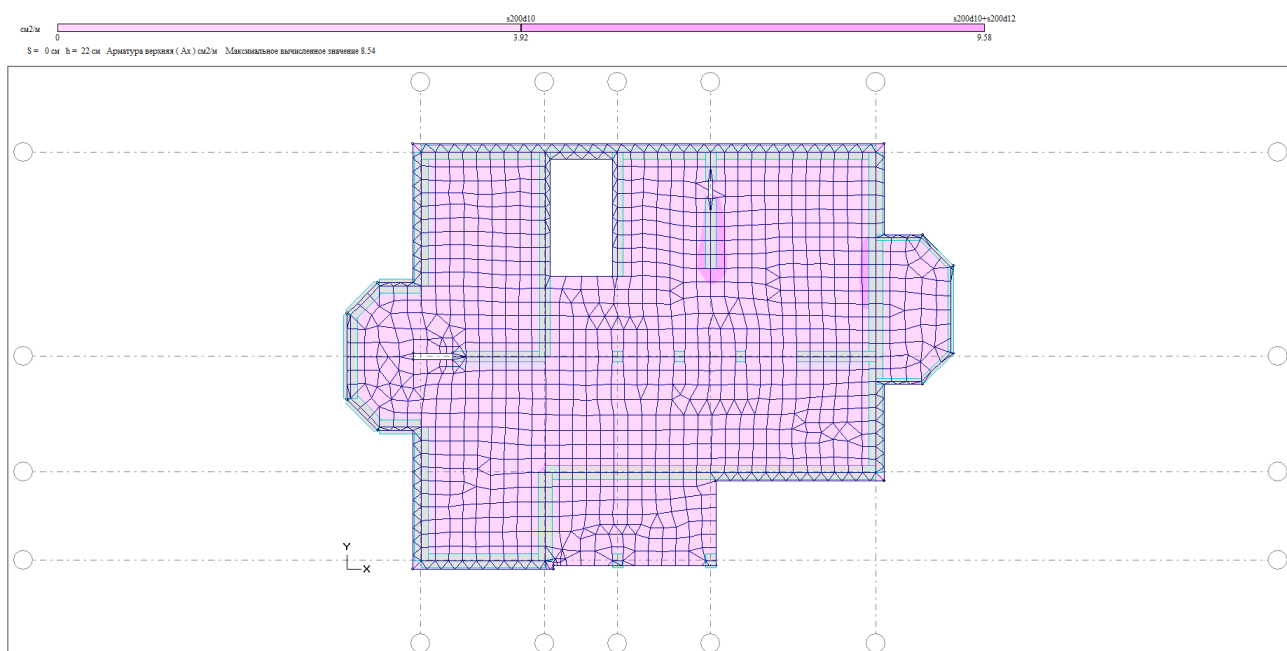 s200d10 s200d10+s200d12
см2/м
0 3.92 9.58
S = 0 см h = 22 см Арматура верхняя ( Ax ) см2/м Максимальное вычисленное значение 8.54
Y
X